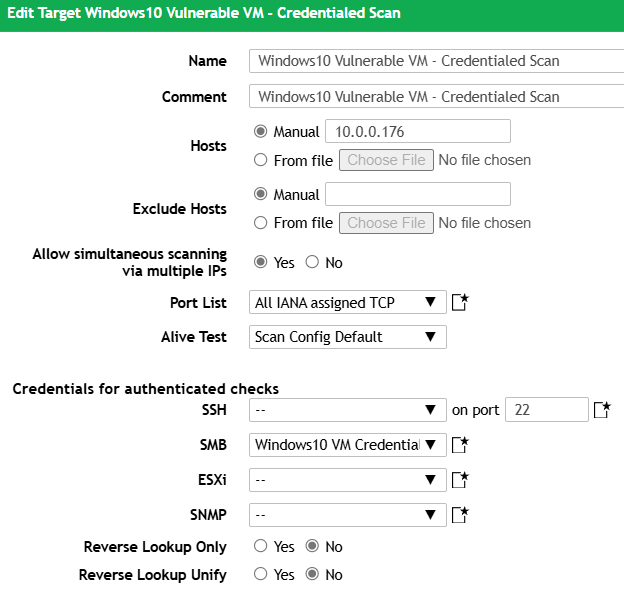 Edit Target Windows10 Vulnerable VM - Credentialed Scan
Name Windows10 Vulnerable VM - Credentialed Scan
Comment Windows10 Vulnerable VM - Credentialed Scan
Hosts
Manual 10.0.0.176
From file Choose File No file chosen
Exclude Hosts
Manual
From file Choose File No file chosen
Allow simultaneous scanning
via multiple IPs
Yes No
Port List All IANA assigned TCP
Alive Test Scan Config Default
Credentials for authenticated checks
SSH -- on port 22
SMB Windows10 VM Credential
ESXi --
SNMP --
Reverse Lookup Only Yes No
Reverse Lookup Unify Yes No